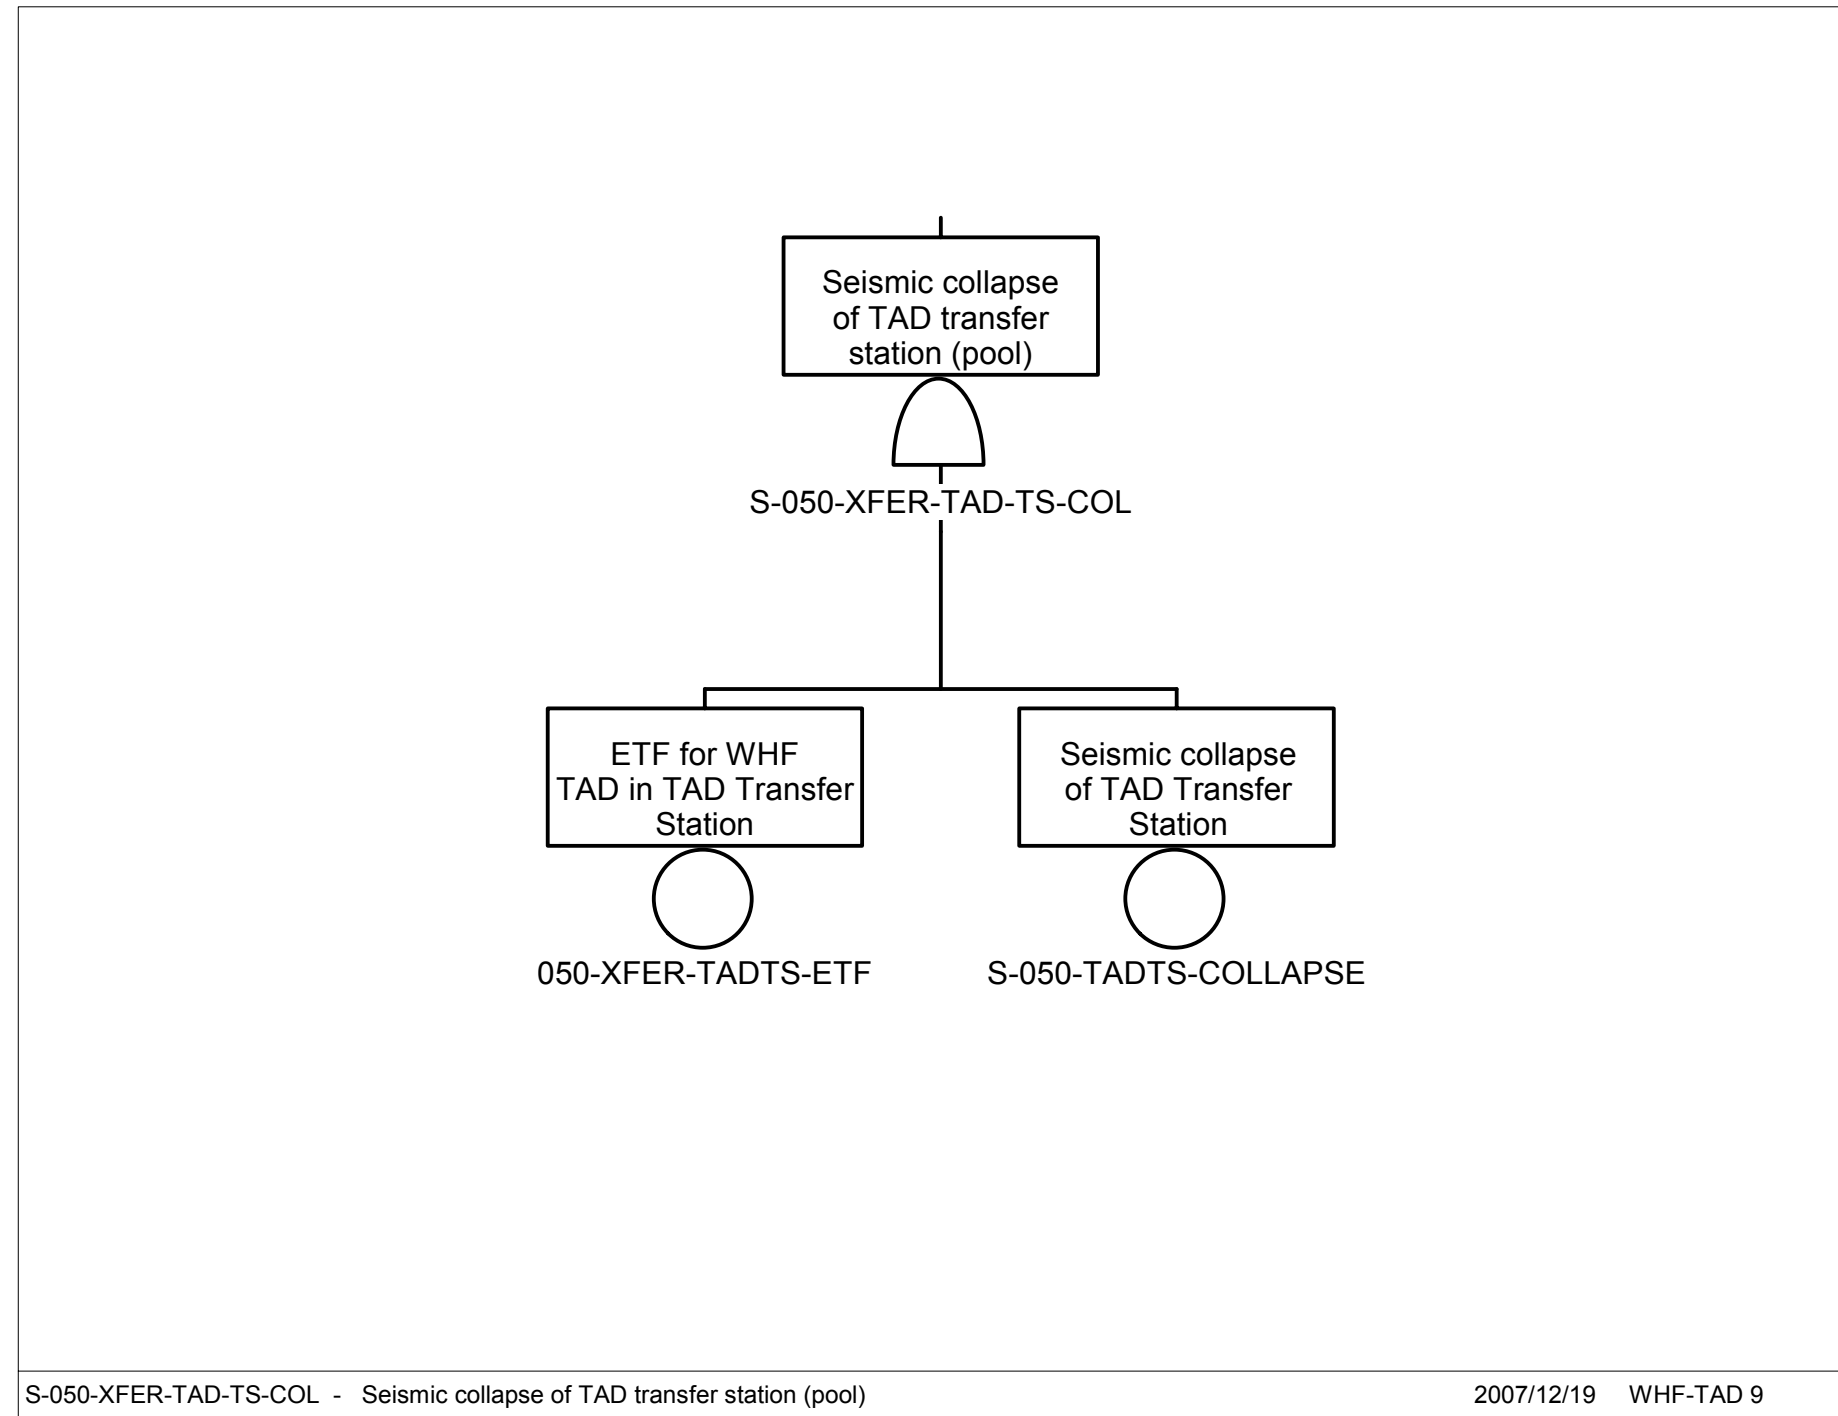 Seismic collapse
of TAD transfer
station (pool)
S-050-XFER-TAD-TS-COL
ETF for WHF
TAD in TAD Transfer
Station
050-XFER-TADTS-ETF
Seismic collapse
of TAD Transfer
Station
S-050-TADTS-COLLAPSE
S-050-XFER-TAD-TS-COL - Seismic collapse of TAD transfer station (pool) 2007/12/19 WHF-TAD 9